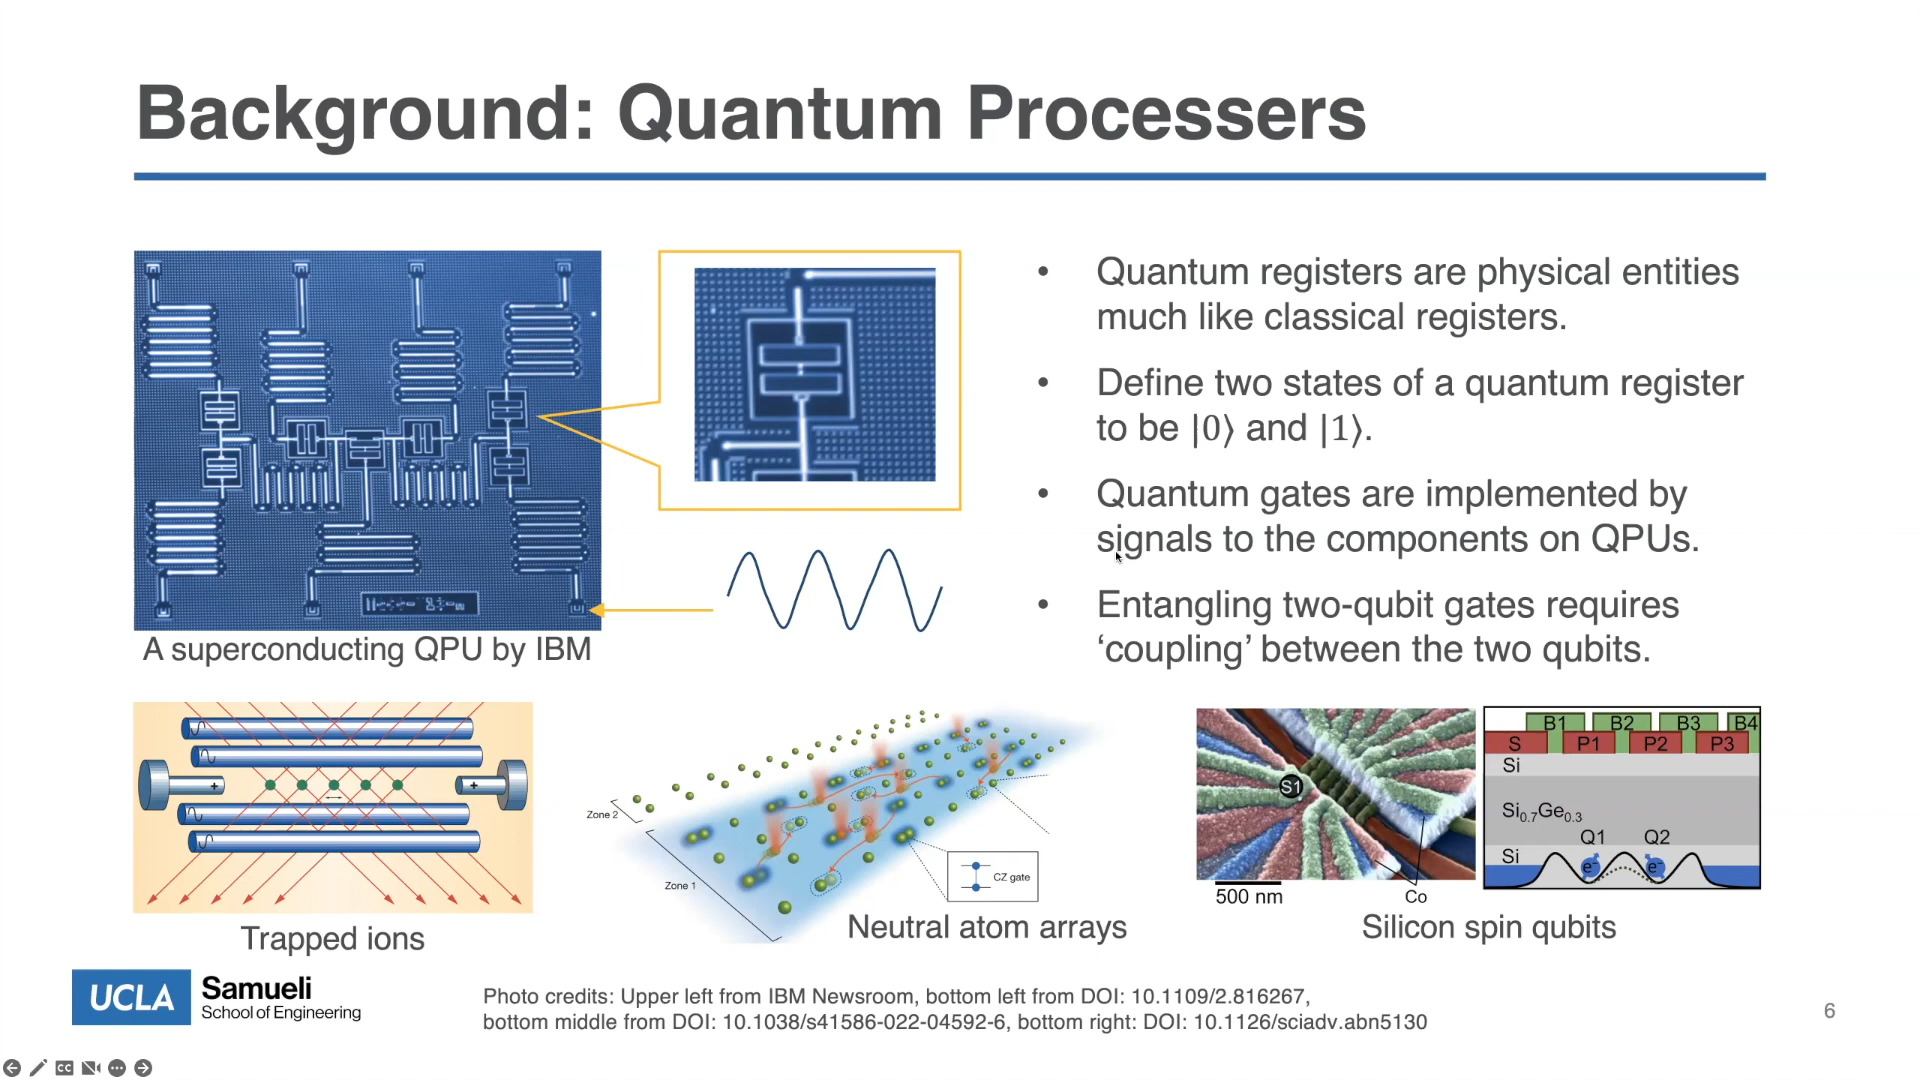 Background: Quantum Processers
• Quantum registers are physical entities
much like classical registers.
• Define two states of a quantum register
to be |0⟩ and |1⟩.
• Quantum gates are implemented by
signals to the components on QPUs.
• Entangling two-qubit gates requires
‘coupling’ between the two qubits.
A superconducting QPU by IBM
+ +
Trapped ions
Zone 2
Zone 1
CZ gate
Neutral atom arrays
S1
500 nm
Co
B1 B2 B3 B4
S P1 P2 P3
Si
Si0.7Ge0.3
Q1 Q2
Si
e⁻ e⁻
Silicon spin qubits
UCLA Samueli
School of Engineering
Photo credits: Upper left from IBM Newsroom, bottom left from DOI: 10.1109/2.816267,
bottom middle from DOI: 10.1038/s41586-022-04592-6, bottom right: DOI: 10.1126/sciadv.abn5130
6
CC